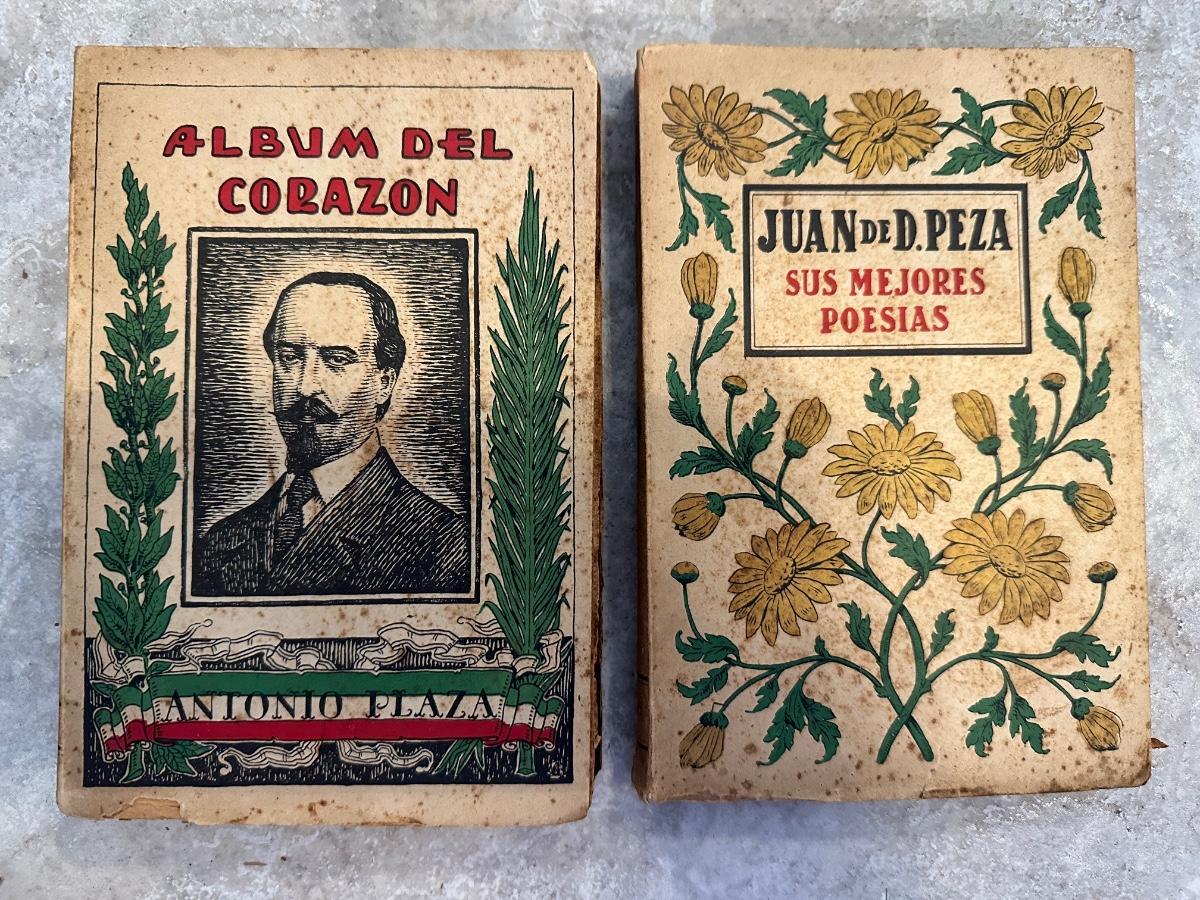 ALBUM DEL
CORAZON
ANTONIO PLAZA
JUAN DE D. PEZA
SUS MEJORES
POESIAS